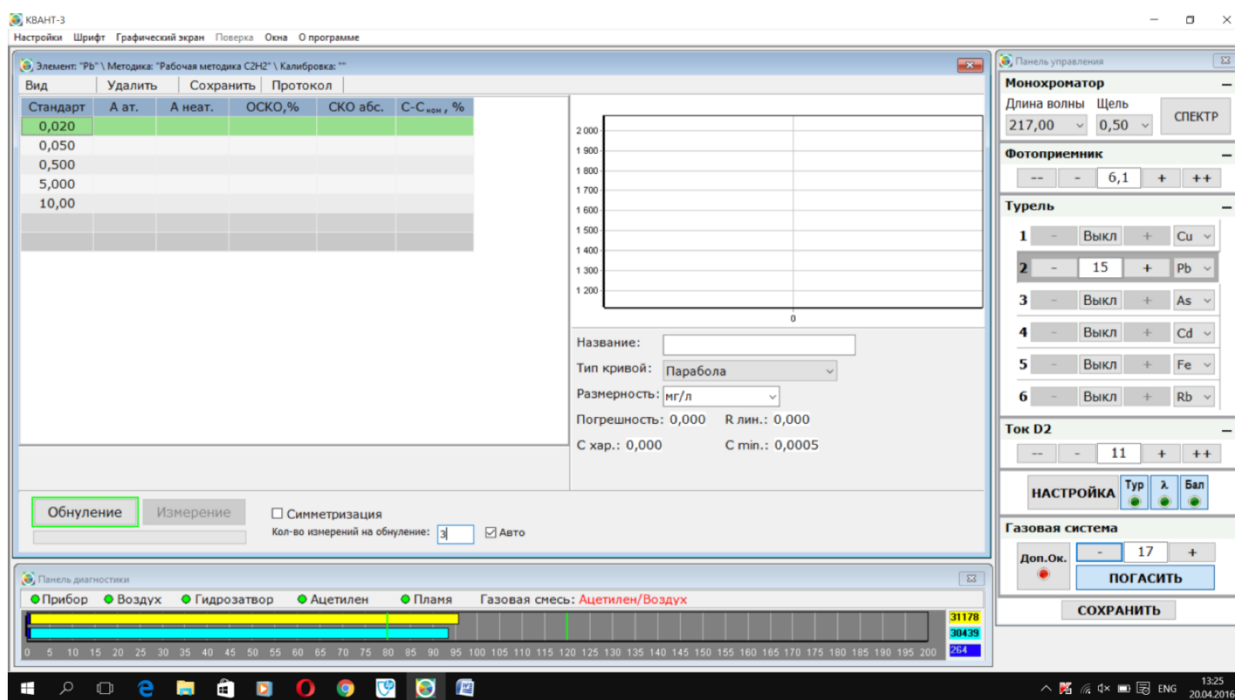 КВАНТ-3
Настройки Шрифт Графический экран Поверка Окна О программе
Элемент: "Pb" \ Методика: "Рабочая методика C2H2" \ Калибровка: ""
Вид Удалить Сохранить Протокол
Стандарт А ат. А неат. ОСКО,% СКО абс. С-Скон, %
0,020
0,050
0,500
5,000
10,00
2 000
1 900
1 800
1 700
1 600
1 500
1 400
1 300
1 200
0
Название:
Тип кривой: Парабола
Размерность: мг/л
Погрешность: 0,000 R лин.: 0,000
С хар.: 0,000 C min.: 0,0005
Обнуление Измерение Симметризация
Кол-во измерений на обнуление: 3 Авто
Панель управления
Монохроматор
Длина волны Щель
217,00 0,50 СПЕКТР
Фотоприемник
-- - 6,1 + ++
Турель
1 - Выкл + Cu
2 - 15 + Pb
3 - Выкл + As
4 - Выкл + Cd
5 - Выкл + Fe
6 - Выкл + Rb
Ток D2
-- - 11 + ++
НАСТРОЙКА Тур λ Бал
Газовая система
Доп.Ок. - 17 +
ПОГАСИТЬ
СОХРАНИТЬ
Панель диагностики
Прибор Воздух Гидрозатвор Ацетилен Пламя Газовая смесь: Ацетилен/Воздух
31178
30439
0 5 10 15 20 25 30 35 40 45 50 55 60 65 70 75 80 85 90 95 100 105 110 115 120 125 130 135 140 145 150 155 160 165 170 175 180 185 190 195 200 264
ENG 13:25
20.04.2016